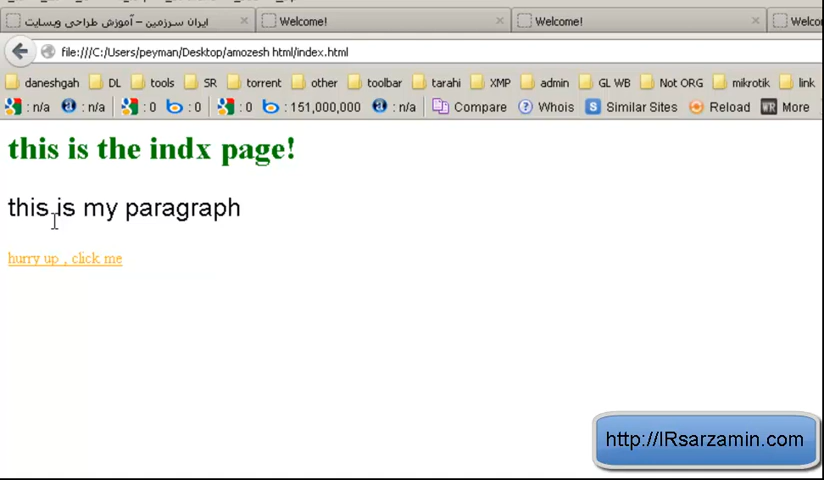 ایران سرزمین – آموزش طراحی وبسایت Welcome! Welcome! Welco
file:///C:/Users/peyman/Desktop/amozesh html/index.html
daneshgah DL tools SR torrent other toolbar tarahi XMP admin GL WB Not ORG mikrotik link
: n/a : n/a : 0 : 0 : 0 : 151,000,000 : n/a Compare Whois Similar Sites Reload More
this is the indx page!
this is my paragraph
hurry up , click me
http://IRsarzamin.com